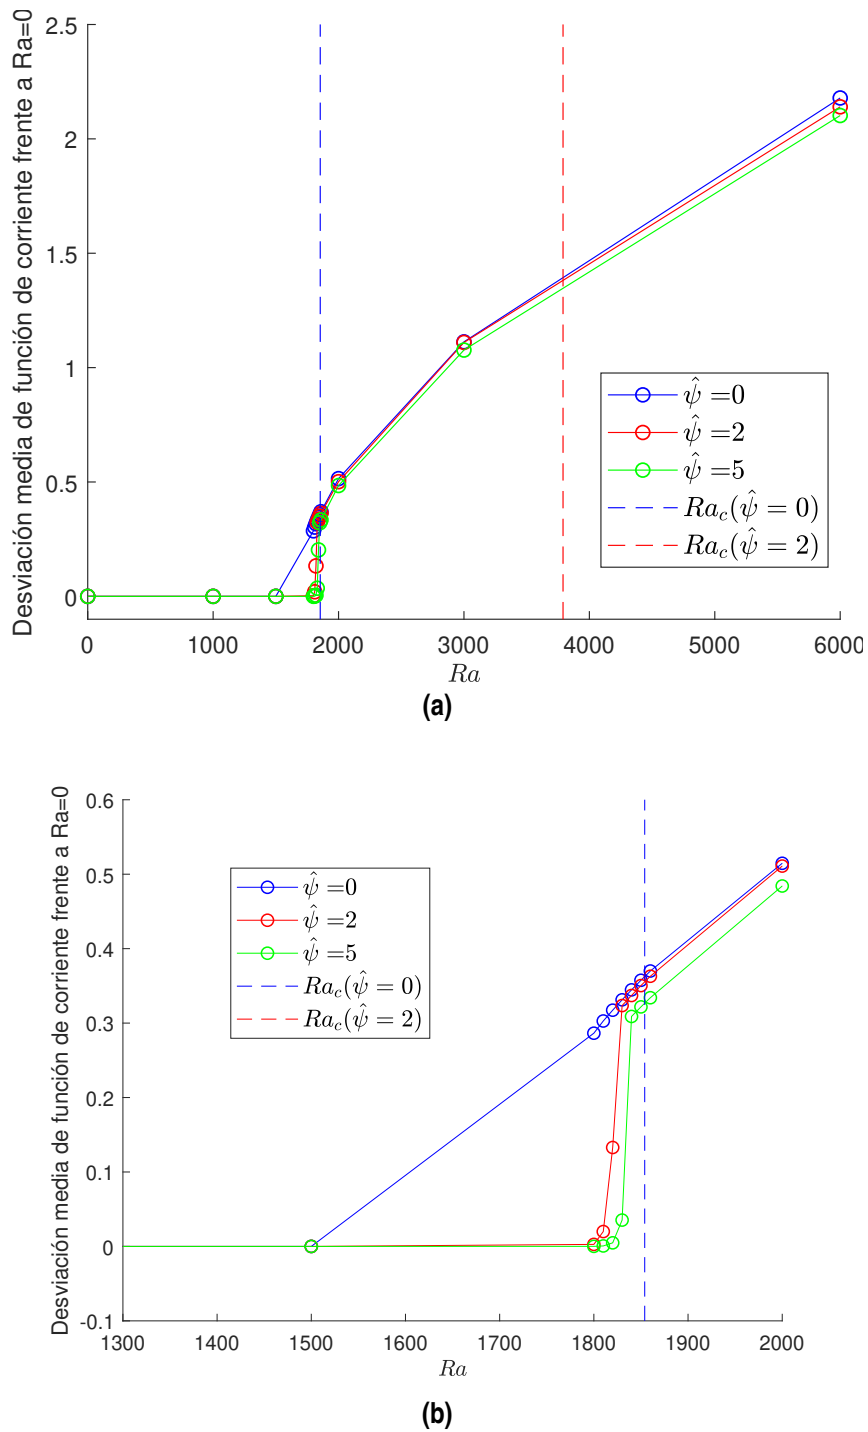 Desviación media de función de corriente frente a Ra=0
2.5
2
1.5
1
0.5
0
0 1000 2000 3000 4000 5000 6000
Ra
ψ̂ =0
ψ̂ =2
ψ̂ =5
Ra_c(ψ̂ = 0)
Ra_c(ψ̂ = 2)
(a)
Desviación media de función de corriente frente a Ra=0
0.6
0.5
0.4
0.3
0.2
0.1
0
-0.1
1300 1400 1500 1600 1700 1800 1900 2000
Ra
ψ̂ =0
ψ̂ =2
ψ̂ =5
Ra_c(ψ̂ = 0)
Ra_c(ψ̂ = 2)
(b)